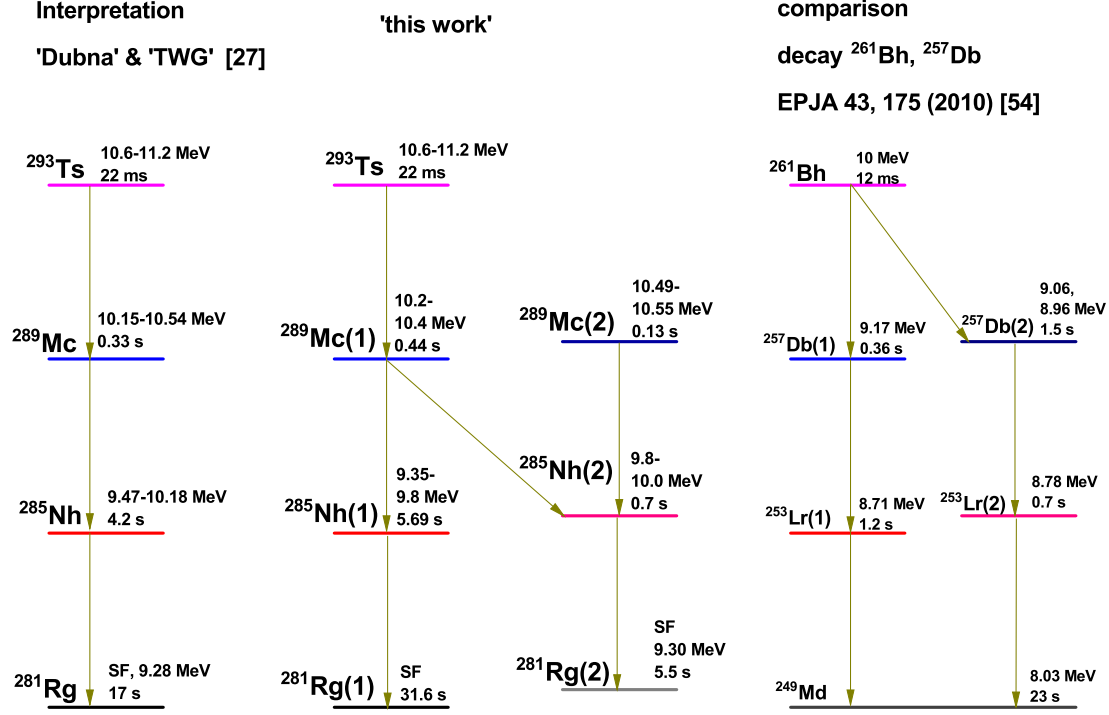 Interpretation
'Dubna' & 'TWG' [27]
'this work'
comparison
decay ²⁶¹Bh, ²⁵⁷Db
EPJA 43, 175 (2010) [54]
²⁹³Ts
10.6-11.2 MeV
22 ms
²⁸⁹Mc
10.15-10.54 MeV
0.33 s
²⁸⁵Nh
9.47-10.18 MeV
4.2 s
²⁸¹Rg
SF, 9.28 MeV
17 s
²⁹³Ts
10.6-11.2 MeV
22 ms
²⁸⁹Mc(1)
10.2-
10.4 MeV
0.44 s
²⁸⁵Nh(1)
9.35-
9.8 MeV
5.69 s
²⁸¹Rg(1)
SF
31.6 s
²⁸⁹Mc(2)
10.49-
10.55 MeV
0.13 s
²⁸⁵Nh(2)
9.8-
10.0 MeV
0.7 s
²⁸¹Rg(2)
SF
9.30 MeV
5.5 s
²⁶¹Bh
10 MeV
12 ms
²⁵⁷Db(1)
9.17 MeV
0.36 s
²⁵³Lr(1)
8.71 MeV
1.2 s
²⁵⁷Db(2)
9.06,
8.96 MeV
1.5 s
²⁵³Lr(2)
8.78 MeV
0.7 s
²⁴⁹Md
8.03 MeV
23 s